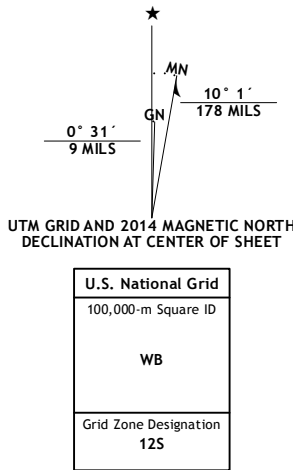 ★
MN
GN
10° 1´
178 MILS
0° 31´
9 MILS
UTM GRID AND 2014 MAGNETIC NORTH
DECLINATION AT CENTER OF SHEET
U.S. National Grid
100,000-m Square ID
WB
Grid Zone Designation
12S